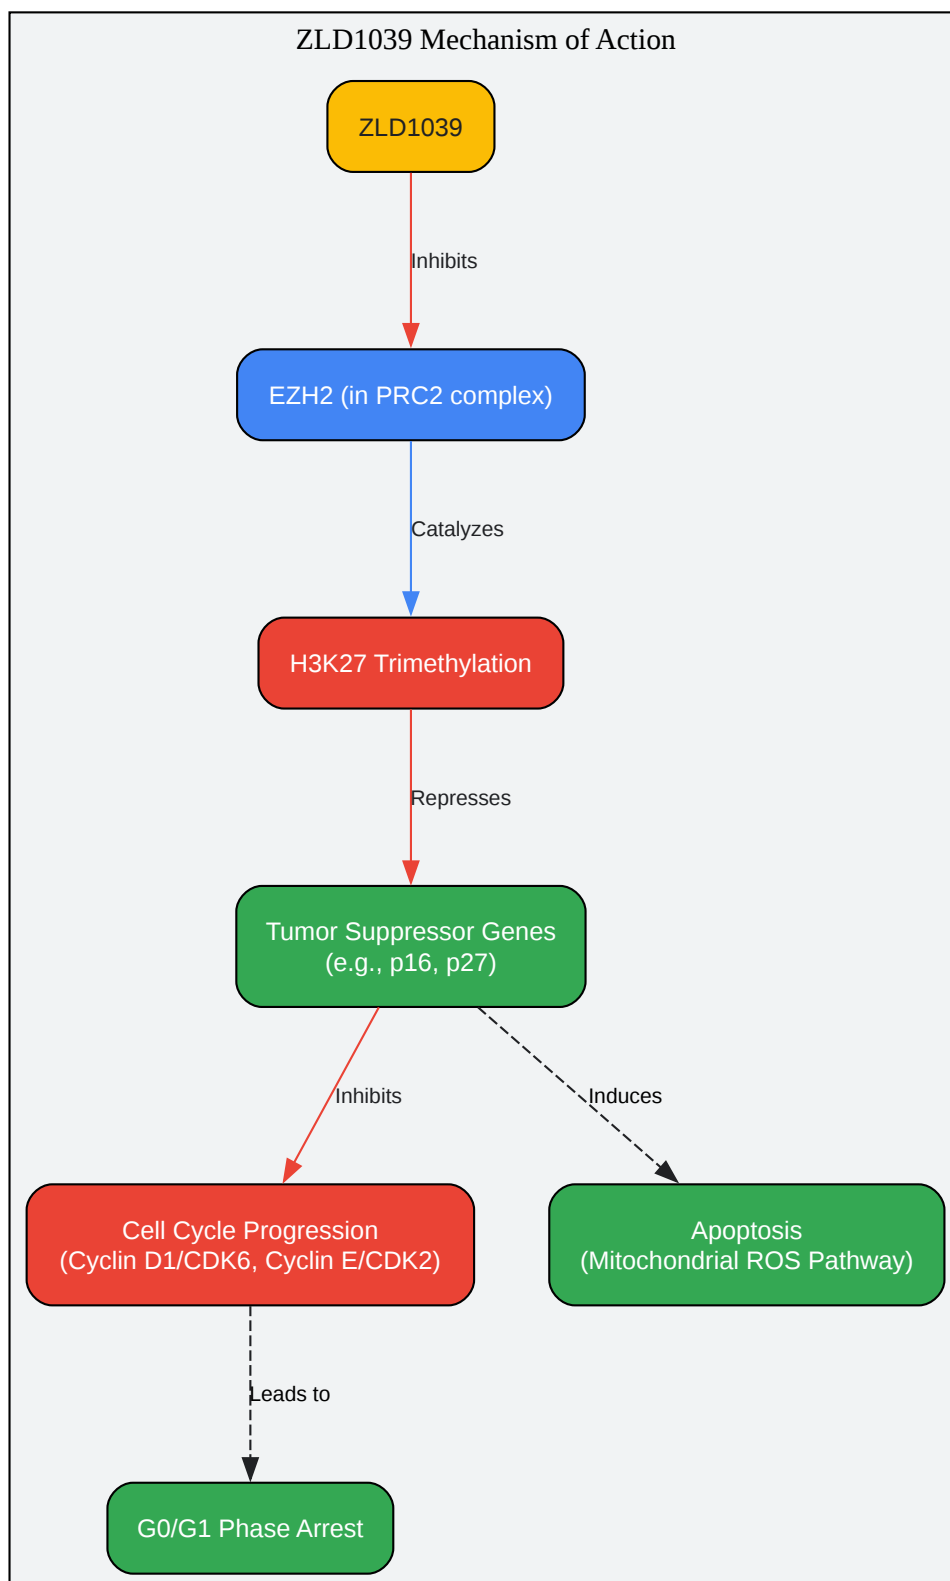 ZLD1039 Mechanism of Action
ZLD1039
Inhibits
EZH2 (in PRC2 complex)
Catalyzes
H3K27 Trimethylation
Represses
Tumor Suppressor Genes
(e.g., p16, p27)
Inhibits
Induces
Cell Cycle Progression
(Cyclin D1/CDK6, Cyclin E/CDK2)
Apoptosis
(Mitochondrial ROS Pathway)
Leads to
G0/G1 Phase Arrest